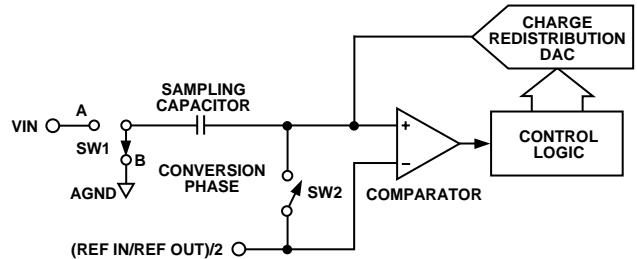 CHARGE
REDISTRIBUTION
DAC
SAMPLING
CAPACITOR
VIN
A
+
SW1
B
CONVERSION
PHASE
−
CONTROL
LOGIC
SW2
COMPARATOR
AGND
(REF IN/REF OUT)/2